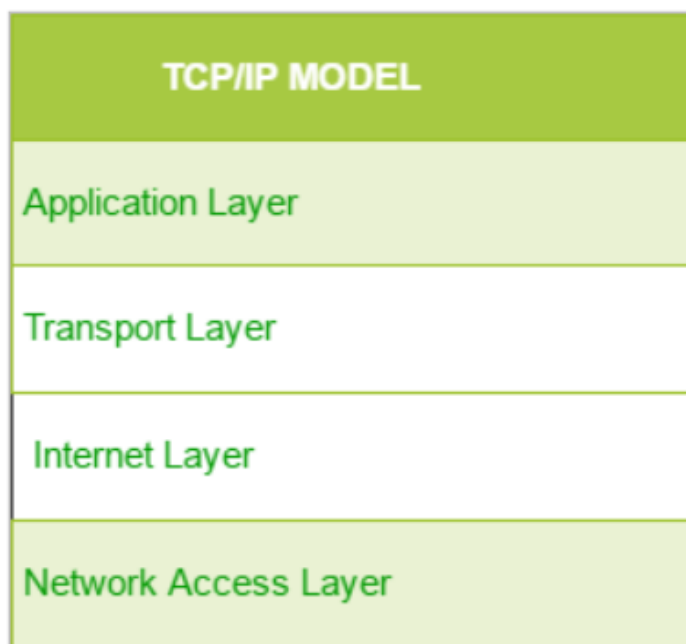 TCP/IP MODEL
Application Layer
Transport Layer
Internet Layer
Network Access Layer